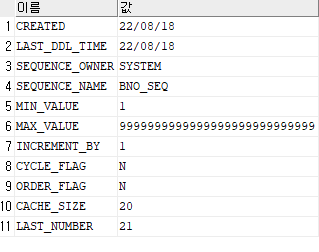 이름 값
1 CREATED 22/08/18
2 LAST_DDL_TIME 22/08/18
3 SEQUENCE_OWNER SYSTEM
4 SEQUENCE_NAME BNO_SEQ
5 MIN_VALUE 1
6 MAX_VALUE 9999999999999999999999999999
7 INCREMENT_BY 1
8 CYCLE_FLAG N
9 ORDER_FLAG N
10 CACHE_SIZE 20
11 LAST_NUMBER 21